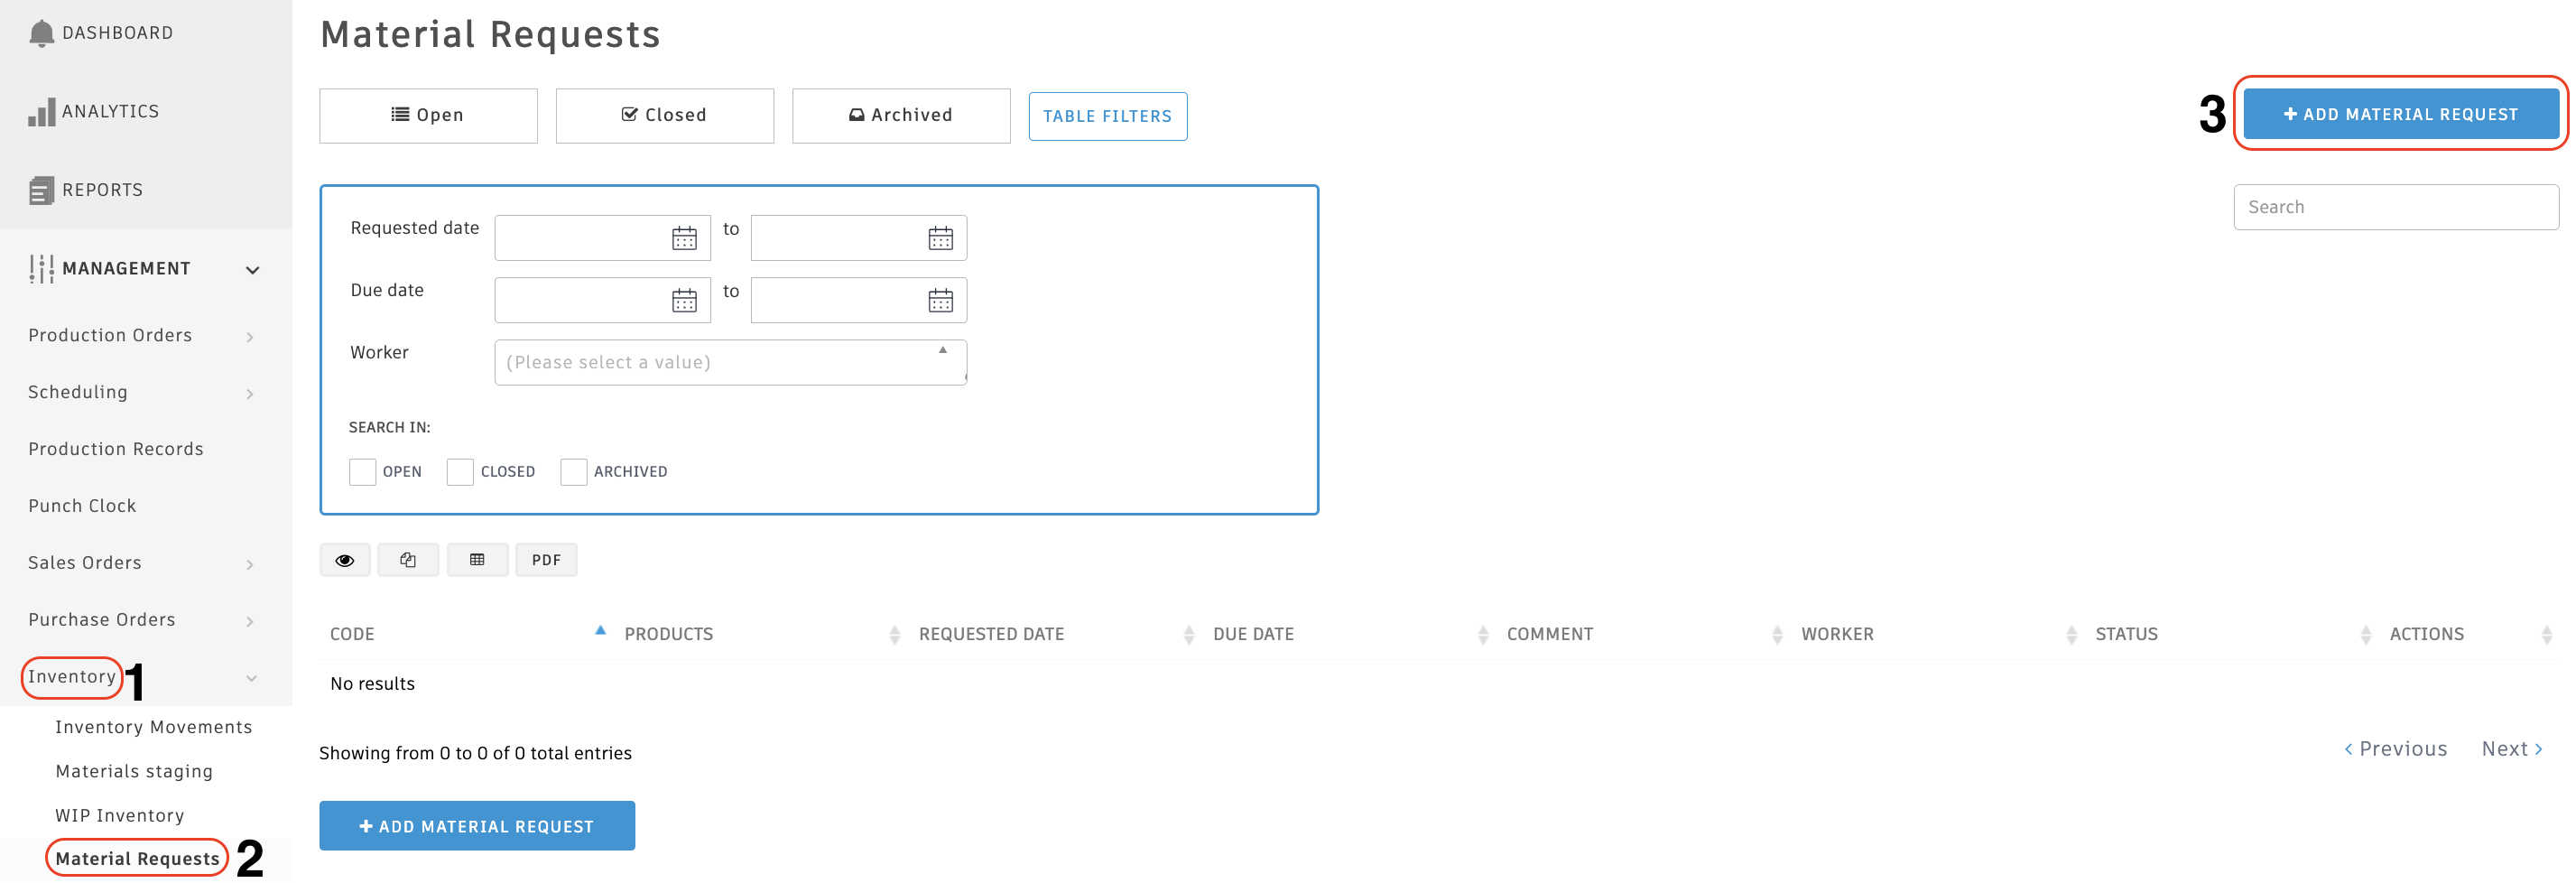 DASHBOARD
ANALYTICS
REPORTS
MANAGEMENT
Production Orders
Scheduling
Production Records
Punch Clock
Sales Orders
Purchase Orders
Inventory 1
Inventory Movements
Materials staging
WIP Inventory
Material Requests 2
Material Requests
Open Closed Archived TABLE FILTERS
3 + ADD MATERIAL REQUEST
Search
Requested date to
Due date to
Worker (Please select a value)
SEARCH IN:
OPEN CLOSED ARCHIVED
PDF
CODE PRODUCTS REQUESTED DATE DUE DATE COMMENT WORKER STATUS ACTIONS
No results
Showing from 0 to 0 of 0 total entries
< Previous Next >
+ ADD MATERIAL REQUEST